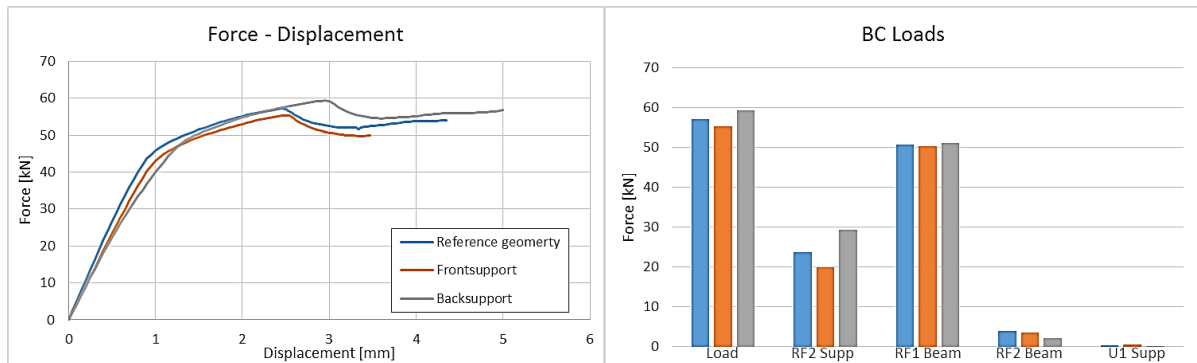 Force - Displacement
70
60
50
40
30
20
10
0
Force [kN]
0 1 2 3 4 5 6
Displacement [mm]
Reference geomerty
Frontsupport
Backsupport
BC Loads
70
60
50
40
30
20
10
0
Force [kN]
Load RF2 Supp RF1 Beam RF2 Beam U1 Supp